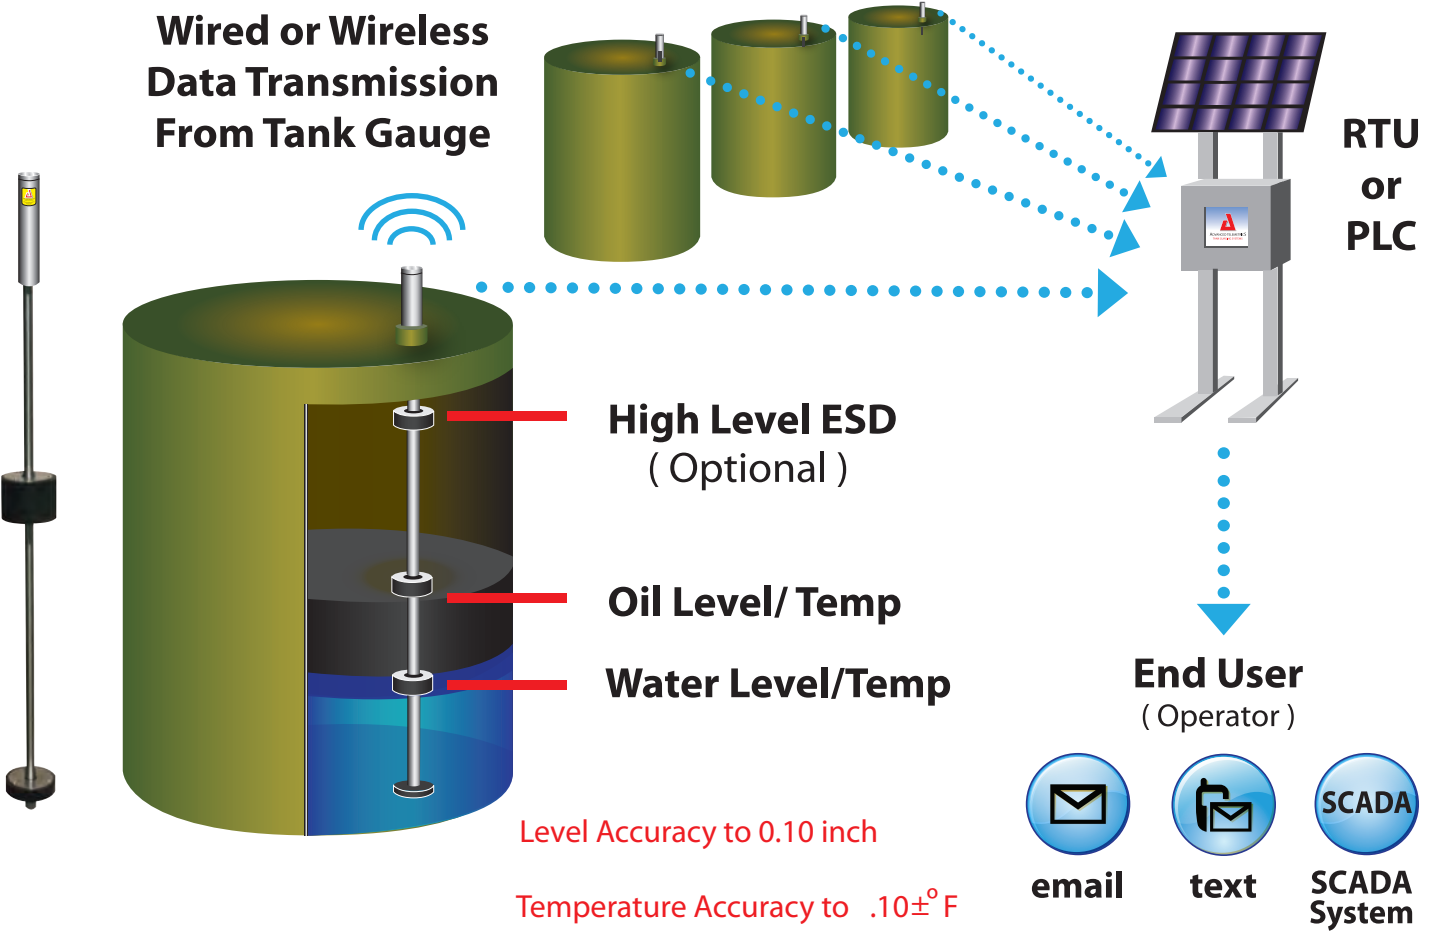 Wired or Wireless
Data Transmission
From Tank Gauge
RTU
or
PLC
High Level ESD
( Optional )
Oil Level/ Temp
Water Level/Temp
End User
( Operator )
SCADA
email
text
SCADA
System
Level Accuracy to 0.10 inch
Temperature Accuracy to .10±° F